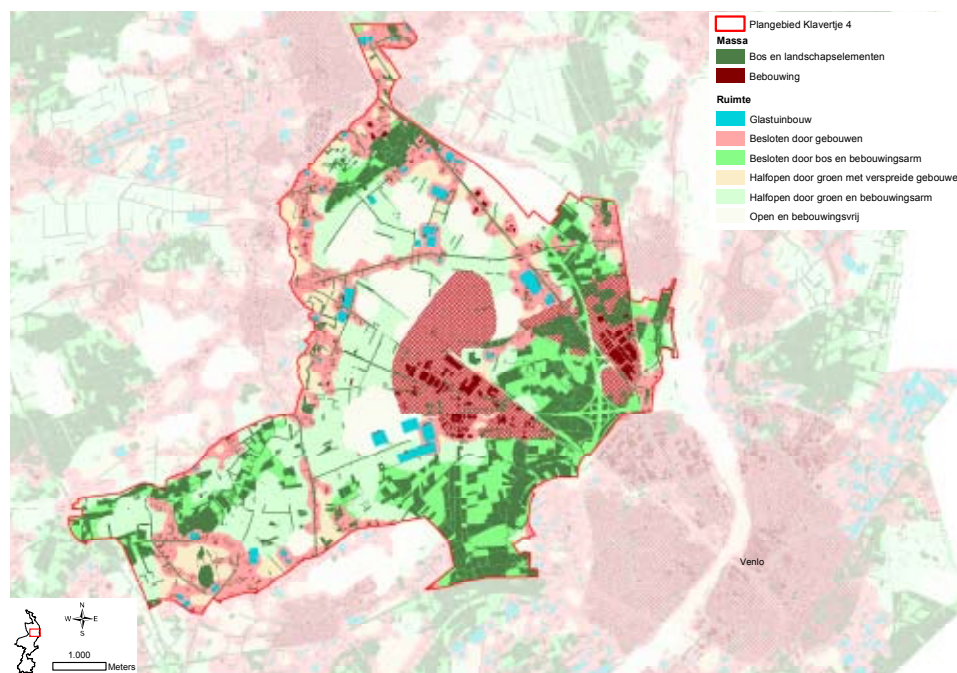 Plangebied Klavertje 4
Massa
Bos en landschapselementen
Bebouwing
Ruimte
Glastuinbouw
Besloten door gebouwen
Besloten door bos en bebouwingsarm
Halfopen door groen met verspreide gebouwe
Halfopen door groen en bebouwingsarm
Open en bebouwingsvrij
Venlo
N
W E
S
1.000
Meters